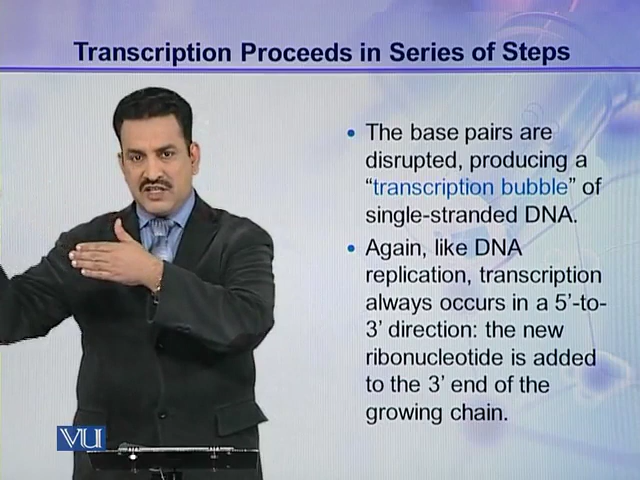 Transcription Proceeds in Series of Steps
• The base pairs are
disrupted, producing a
“transcription bubble” of
single-stranded DNA.
• Again, like DNA
replication, transcription
always occurs in a 5’-to-
3’ direction: the new
ribonucleotide is added
to the 3’ end of the
growing chain.
VU